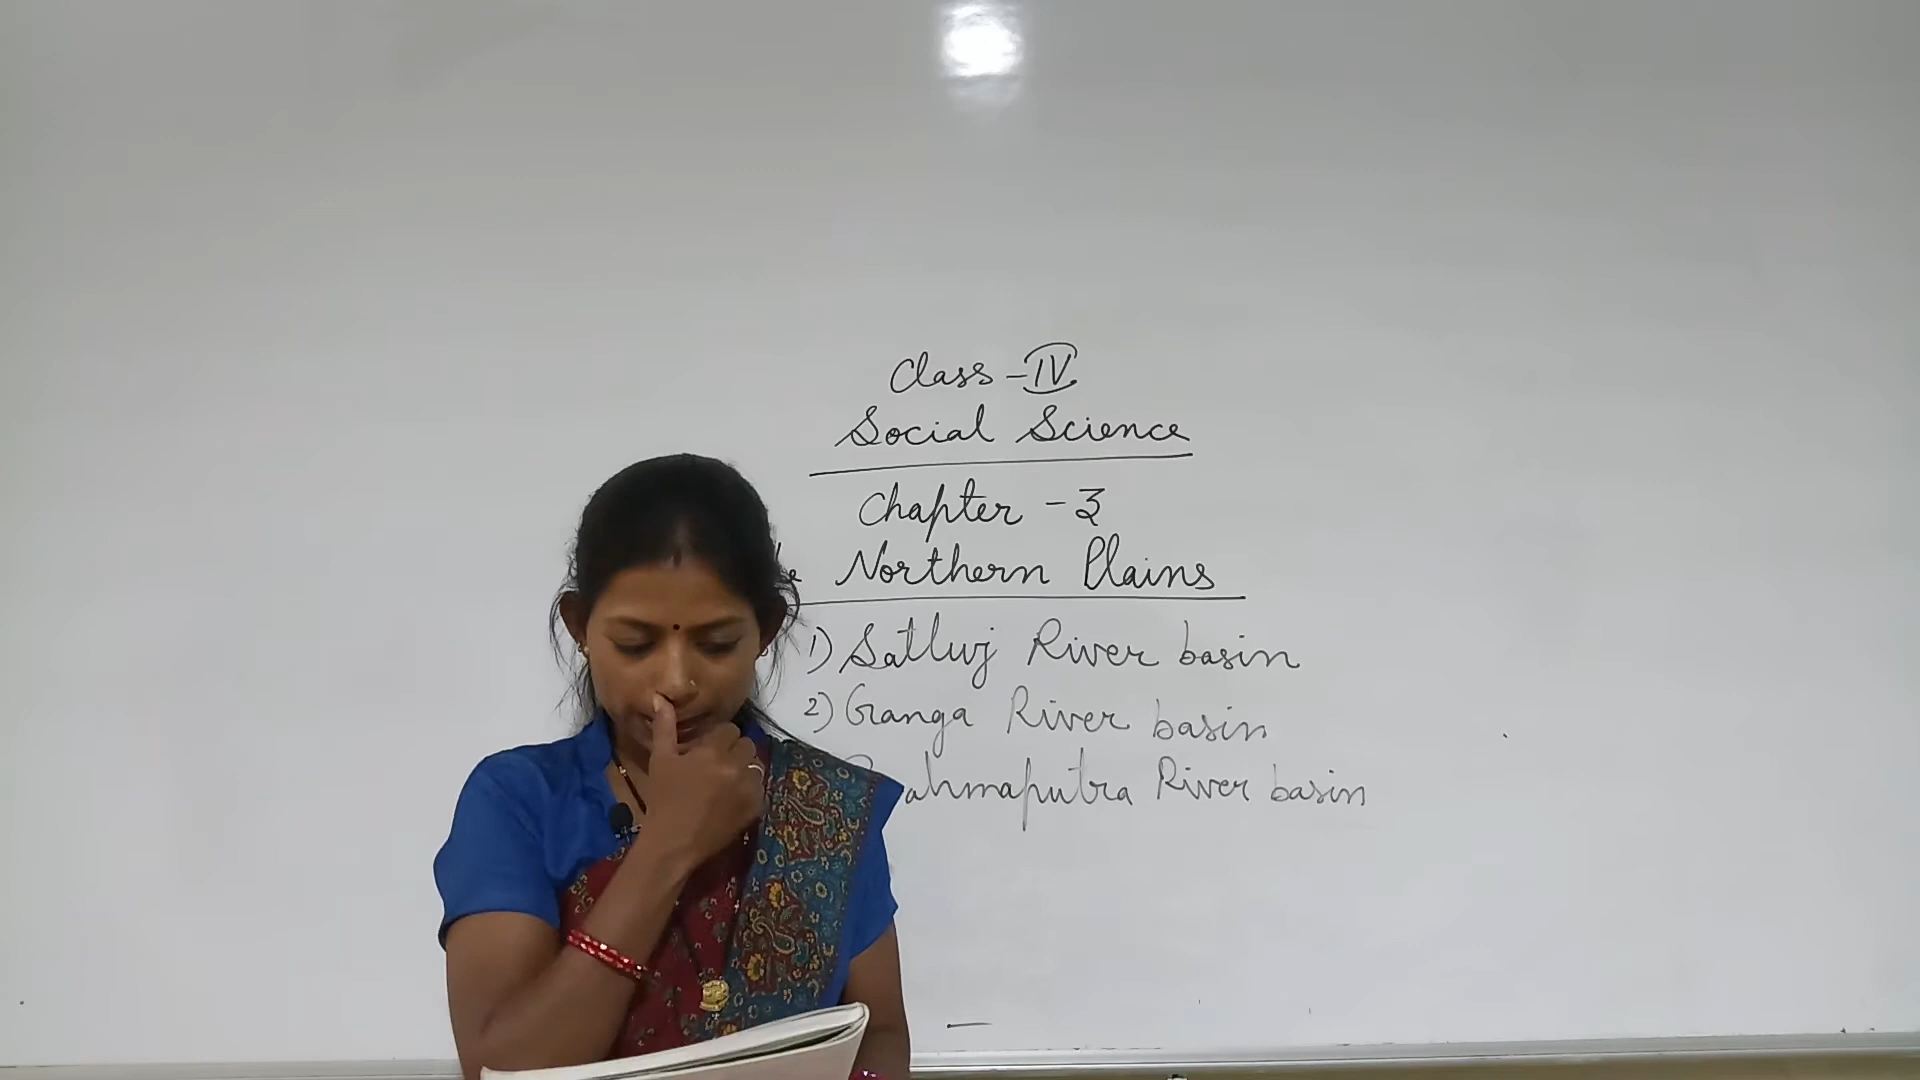 Class - IV
Social Science
Chapter - 3
Northern Plains
1) Satluj River basin
2) Ganga River basin
River basin